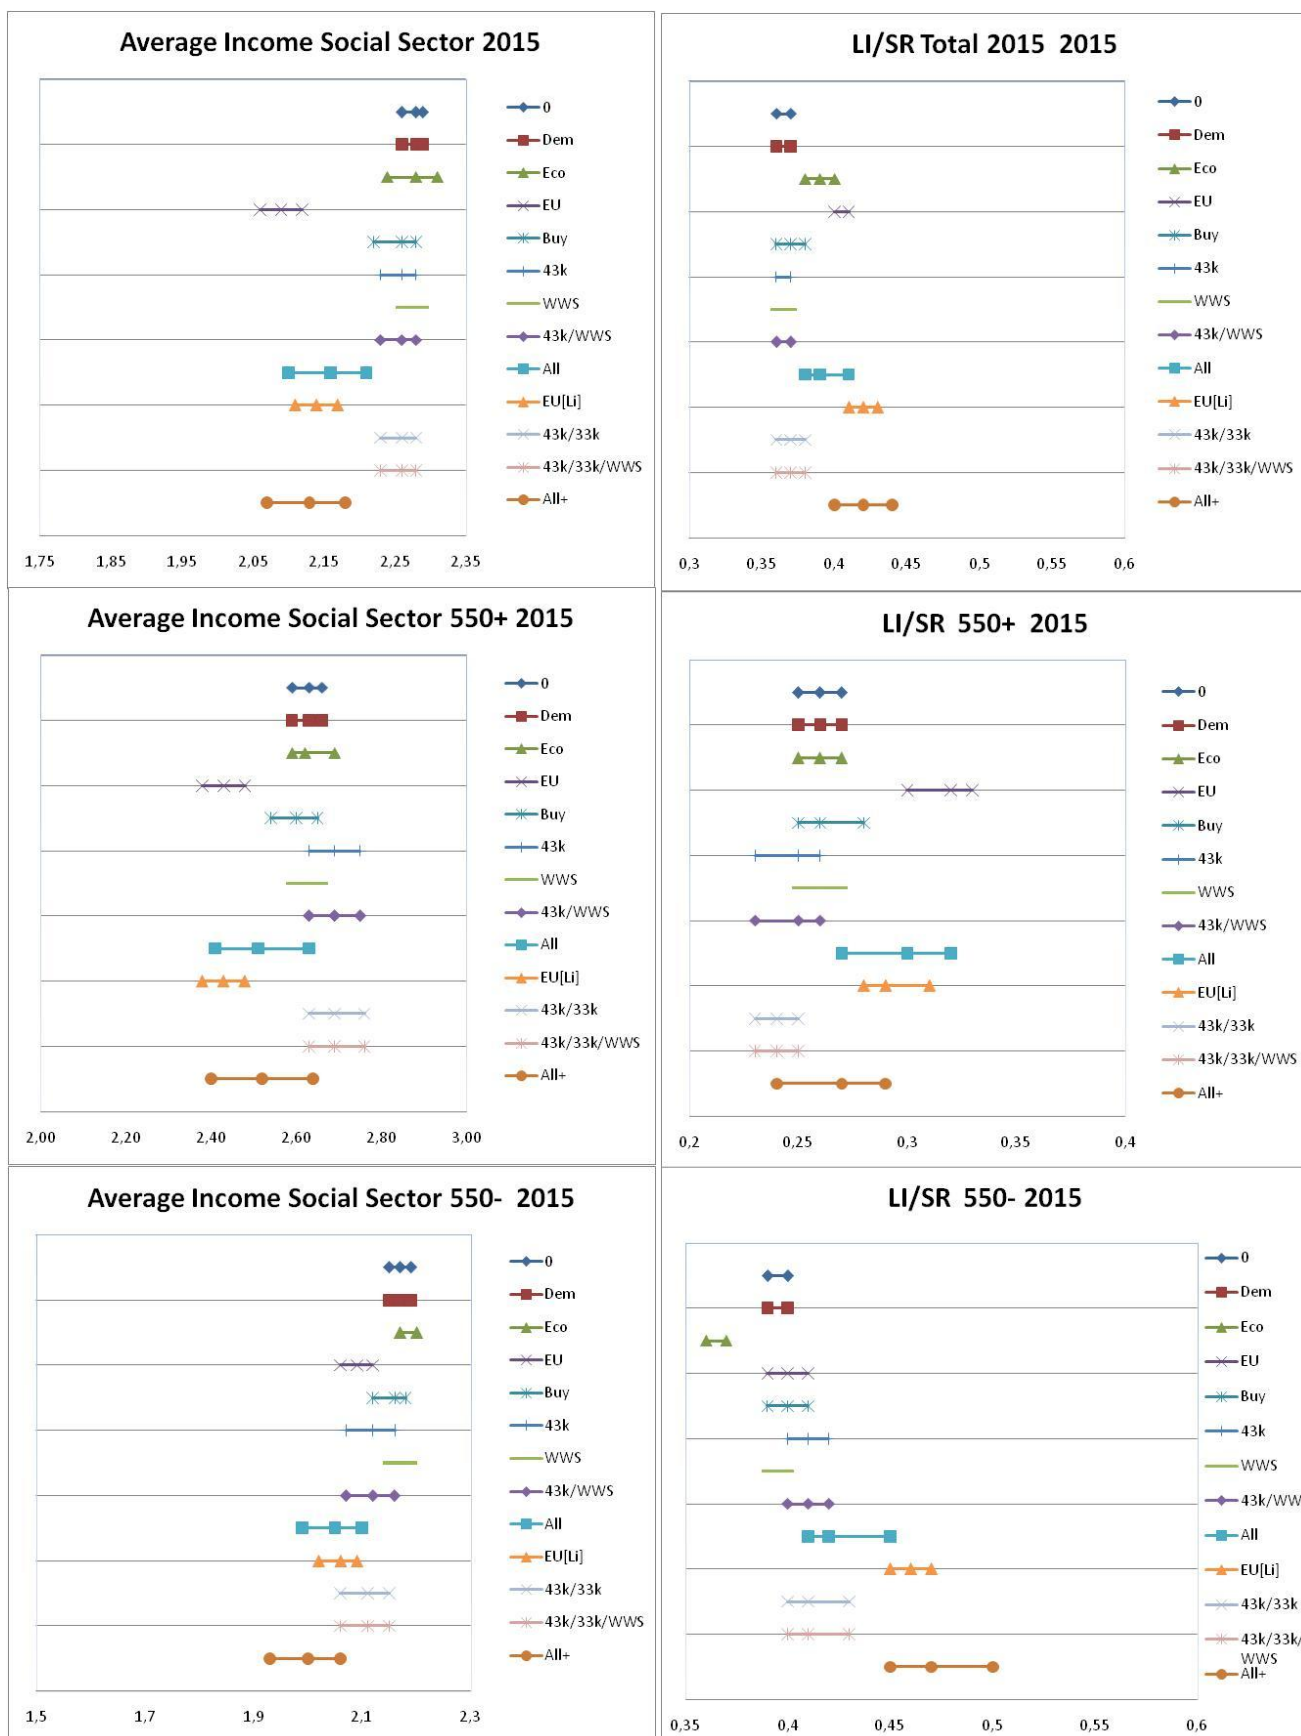 Average Income Social Sector 2015
0
Dem
Eco
EU
Buy
43k
WWS
43k/WWS
All
EU[Li]
43k/33k
43k/33k/WWS
All+
1,75 1,85 1,95 2,05 2,15 2,25 2,35
LI/SR Total 2015 2015
0
Dem
Eco
EU
Buy
43k
WWS
43k/WWS
All
EU[Li]
43k/33k
43k/33k/WWS
All+
0,3 0,35 0,4 0,45 0,5 0,55 0,6
Average Income Social Sector 550+ 2015
0
Dem
Eco
EU
Buy
43k
WWS
43k/WWS
All
EU[Li]
43k/33k
43k/33k/WWS
All+
2,00 2,20 2,40 2,60 2,80 3,00
LI/SR 550+ 2015
0
Dem
Eco
EU
Buy
43k
WWS
43k/WWS
All
EU[Li]
43k/33k
43k/33k/WWS
All+
0,2 0,25 0,3 0,35 0,4
Average Income Social Sector 550- 2015
0
Dem
Eco
EU
Buy
43k
WWS
43k/WWS
All
EU[Li]
43k/33k
43k/33k/WWS
All+
1,5 1,7 1,9 2,1 2,3
LI/SR 550- 2015
0
Dem
Eco
EU
Buy
43k
WWS
43k/WW
All
EU[Li]
43k/33k
43k/33k/
WWS
All+
0,35 0,4 0,45 0,5 0,55 0,6